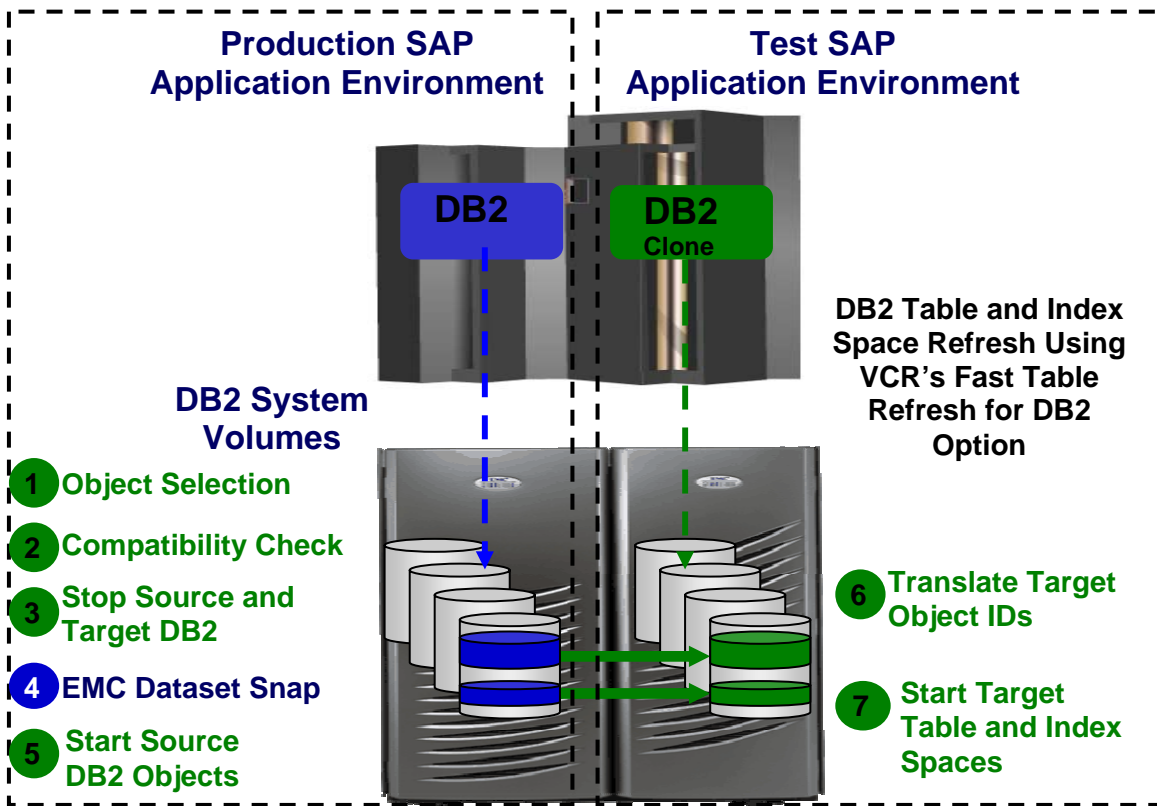 Production SAP
Application Environment
Test SAP
Application Environment
DB2
DB2
Clone
DB2 Table and Index
Space Refresh Using
VCR's Fast Table
Refresh for DB2
Option
DB2 System
Volumes
1 Object Selection
2 Compatibility Check
3 Stop Source and
Target DB2
4 EMC Dataset Snap
5 Start Source
DB2 Objects
6 Translate Target
Object IDs
7 Start Target
Table and Index
Spaces